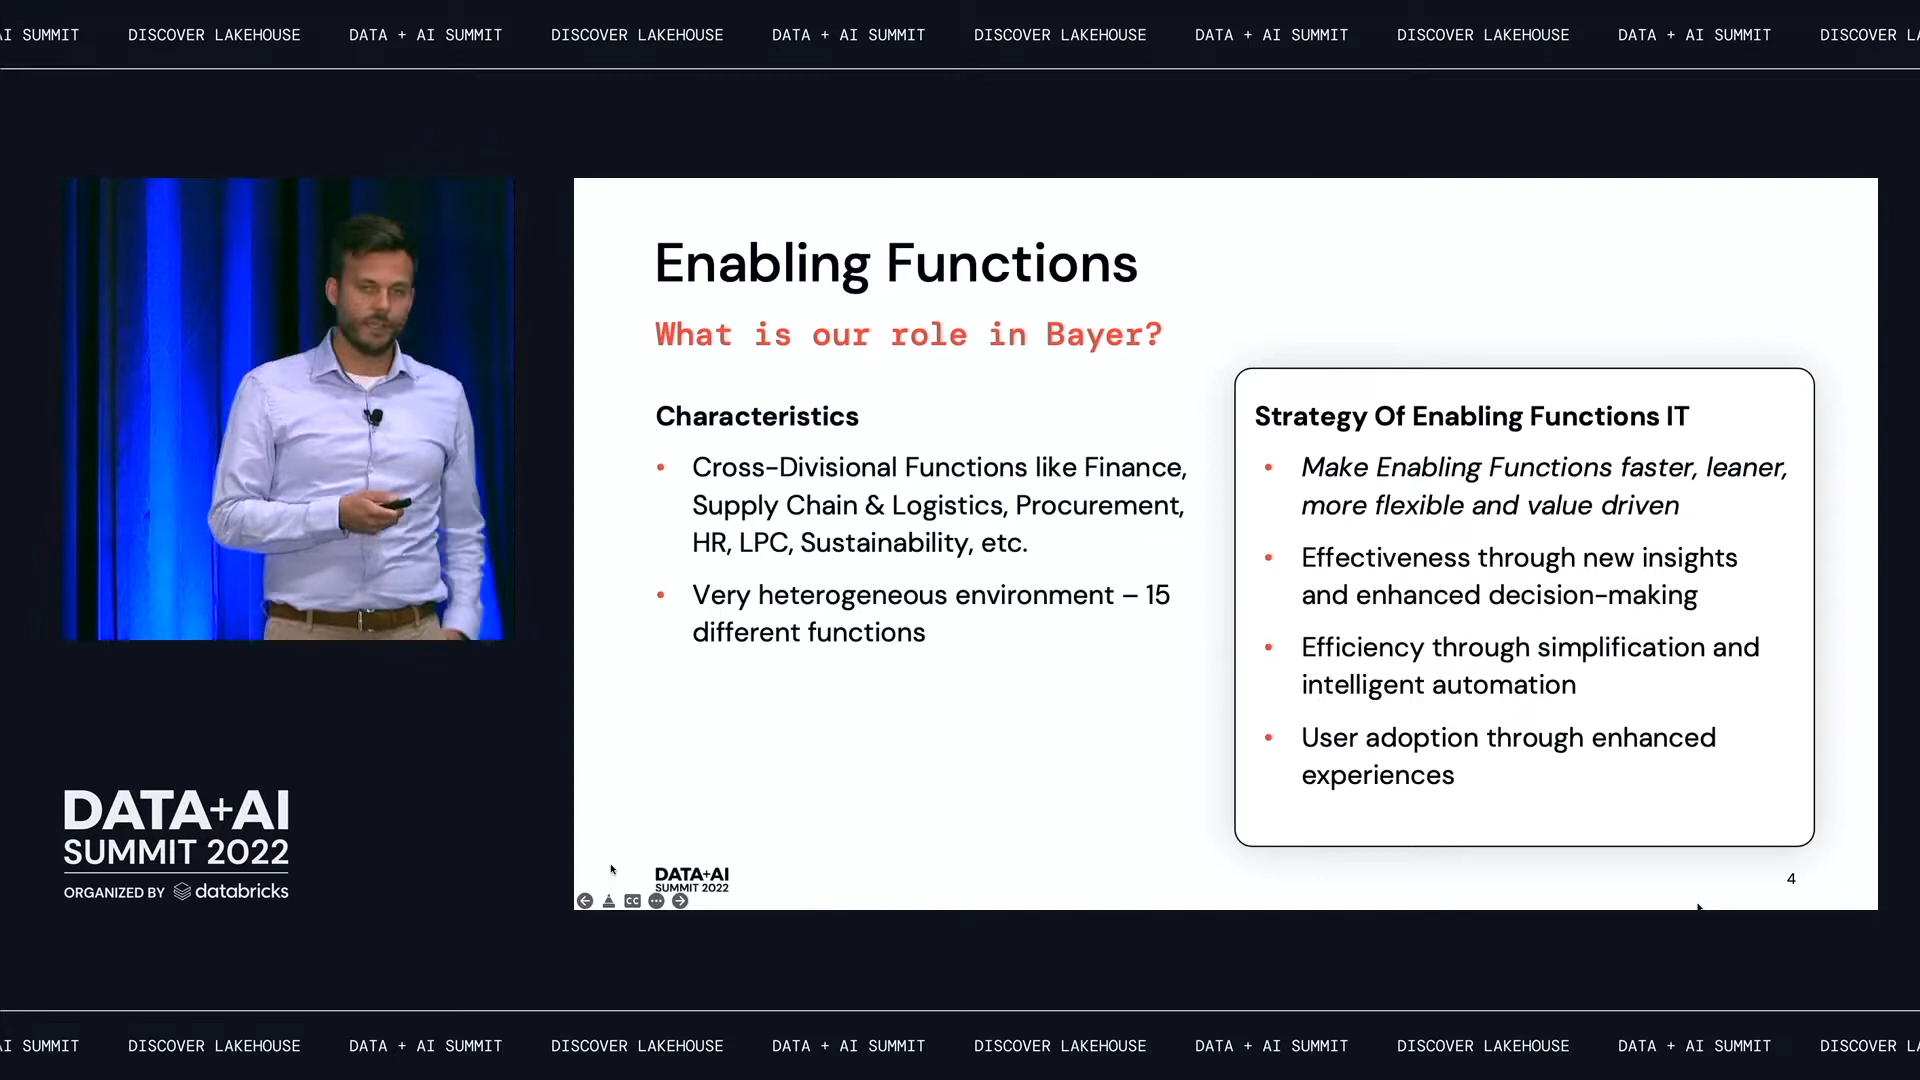 AI SUMMIT DISCOVER LAKEHOUSE DATA + AI SUMMIT DISCOVER LAKEHOUSE DATA + AI SUMMIT DISCOVER LAKEHOUSE DATA + AI SUMMIT DISCOVER LAKEHOUSE DATA + AI SUMMIT DISCOVER LA
Enabling Functions
What is our role in Bayer?
Characteristics
• Cross-Divisional Functions like Finance,
Supply Chain & Logistics, Procurement,
HR, LPC, Sustainability, etc.
• Very heterogeneous environment – 15
different functions
Strategy Of Enabling Functions IT
• Make Enabling Functions faster, leaner,
more flexible and value driven
• Effectiveness through new insights
and enhanced decision-making
• Efficiency through simplification and
intelligent automation
• User adoption through enhanced
experiences
DATA+AI
SUMMIT 2022
4
CC
DATA+AI
SUMMIT 2022
ORGANIZED BY databricks
AI SUMMIT DISCOVER LAKEHOUSE DATA + AI SUMMIT DISCOVER LAKEHOUSE DATA + AI SUMMIT DISCOVER LAKEHOUSE DATA + AI SUMMIT DISCOVER LAKEHOUSE DATA + AI SUMMIT DISCOVER LA